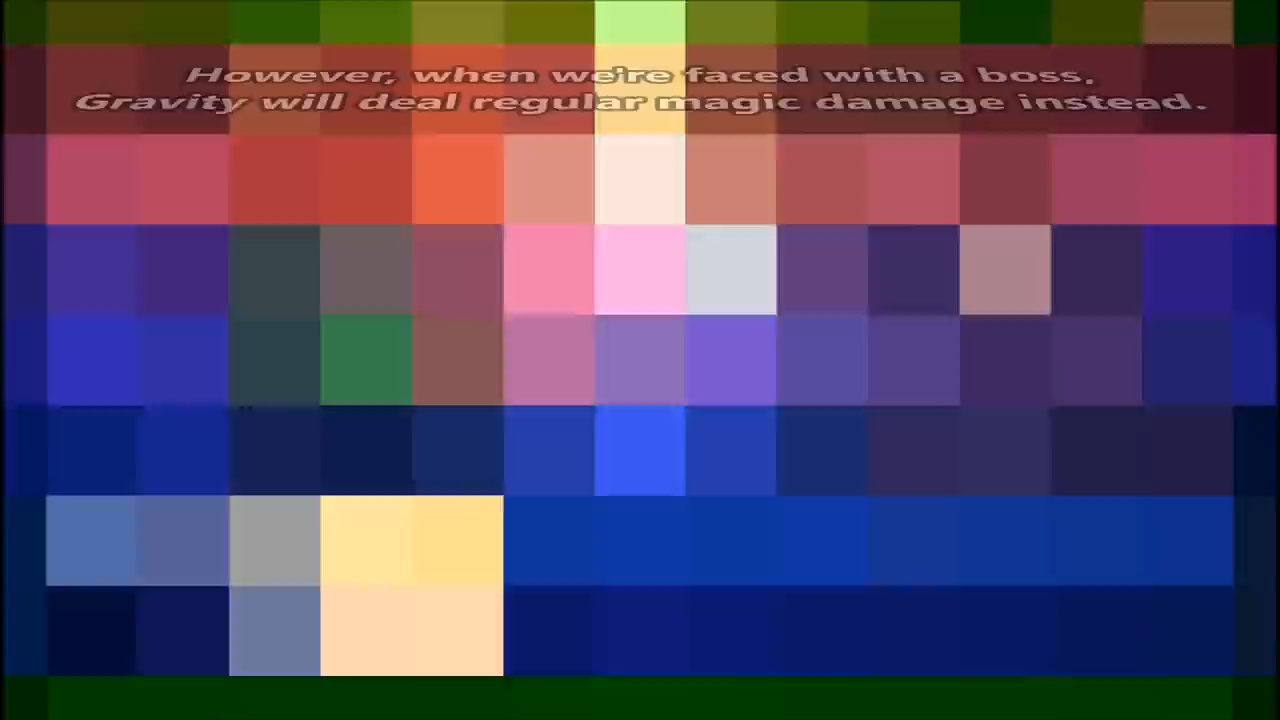 However, when we're faced with a boss,
Gravity will deal regular magic damage instead.